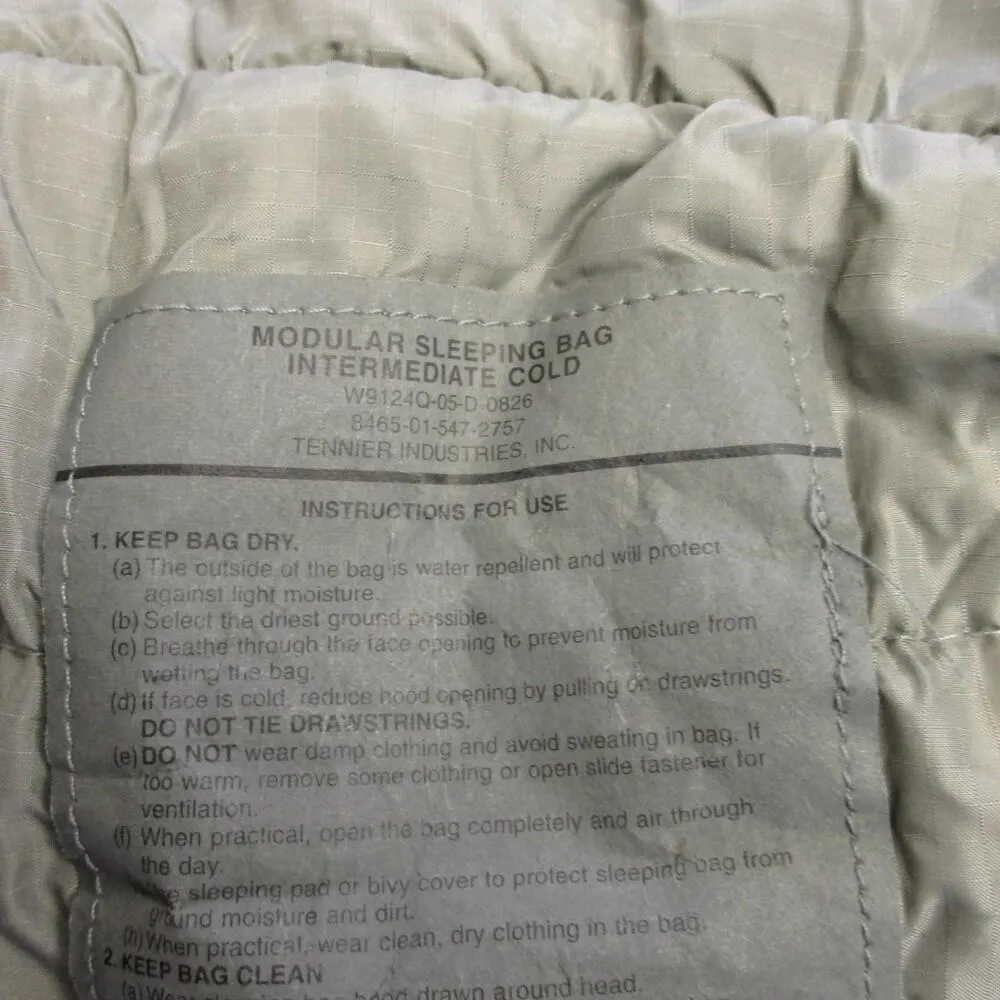 MODULAR SLEEPING BAG
INTERMEDIATE COLD
W9124Q-05-D-0826
8465-01-547-2757
TENNIER INDUSTRIES, INC.
INSTRUCTIONS FOR USE
1. KEEP BAG DRY.
(a) The outside of the bag is water repellent and will protect
against light moisture.
(b) Select the driest ground possible.
(c) Breathe through the face opening to prevent moisture from
wetting the bag.
(d) If face is cold, reduce hood opening by pulling on drawstrings.
DO NOT TIE DRAWSTRINGS.
(e) DO NOT wear damp clothing and avoid sweating in bag. If
too warm, remove some clothing or open slide fastener for
ventilation.
(f) When practical, open the bag completely and air through
the day.
sleeping pad or bivy cover to protect sleeping bag from
ground moisture and dirt.
(h) When practical, wear clean, dry clothing in the bag.
2. KEEP BAG CLEAN
(a) drawn around head.